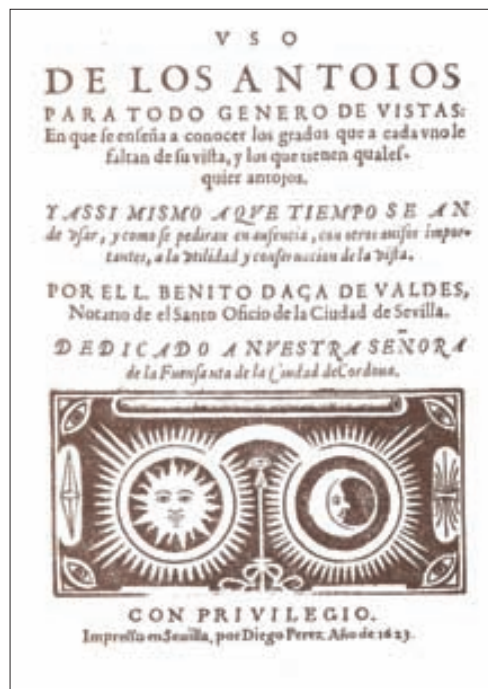 VSO
DE LOS ANTOIOS
PARA TODO GENERO DE VISTAS:
En que se enseña a conocer los grados que a cada vno le
faltan de su vista, y los que tienen quales-
quier antojos.
Y ASSI MISMO A QVE TIEMPO SE AN
de vsar, y como se pediran en ausencia, con otros auisos impor-
tantes, a la vtilidad y conseruacion de la vista.
POR EL L. BENITO DAÇA DE VALDES,
Notario de el Santo Oficio de la Ciudad de Seuilla.
DEDICADO A NVESTRA SEÑORA
de la Fuensanta de la Ciudad de Cordoua.
CON PRIVILEGIO.
Impresso en Seuilla, por Diego Perez. Año de 1623.